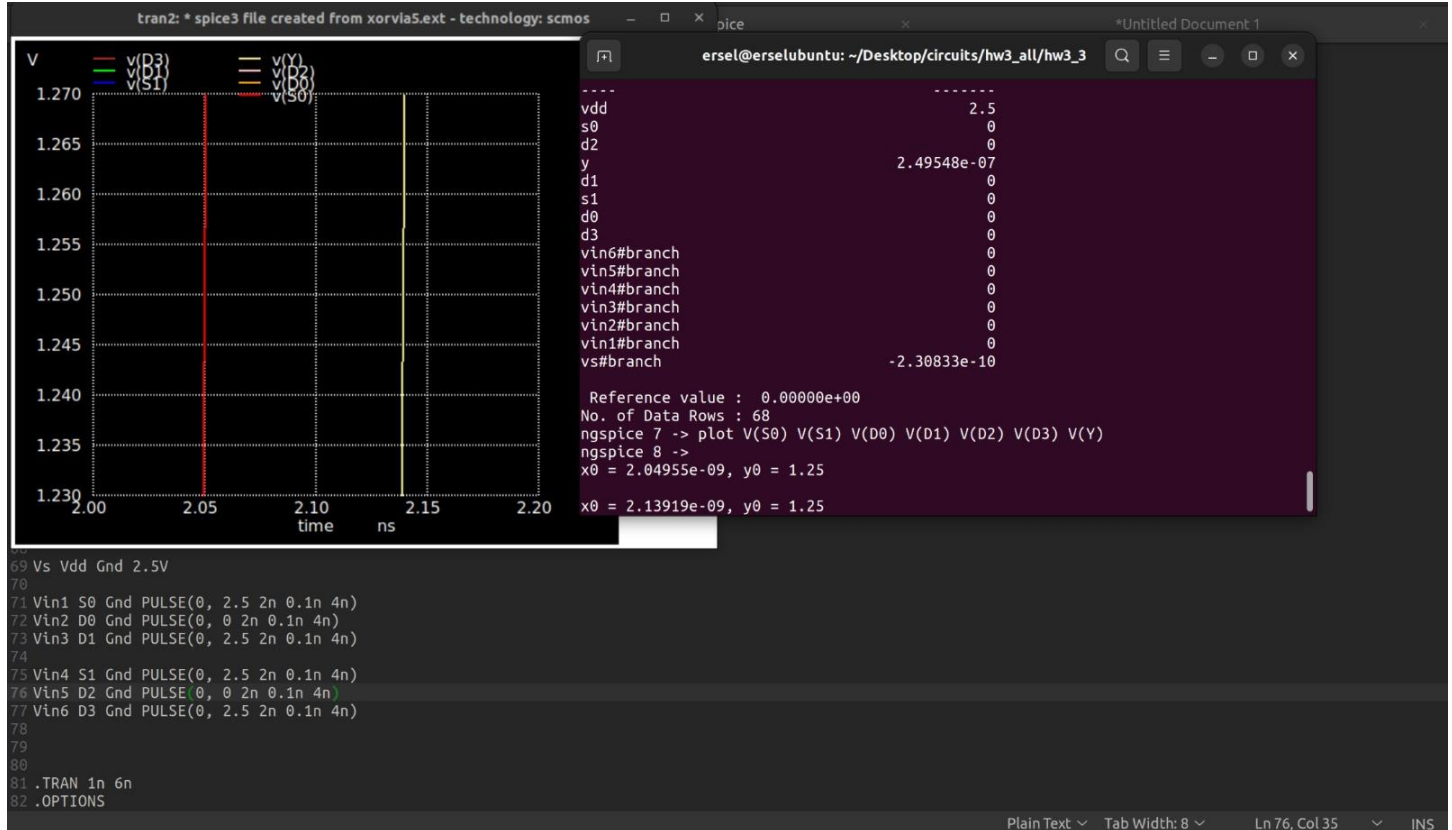 tran2: * spice3 file created from xorvia5.ext - technology: scmos
pice
*Untitled Document 1
V
v(D3)
v(D1)
v(S1)
v(Y)
v(D2)
v(D0)
v(S0)
1.270
1.265
1.260
1.255
1.250
1.245
1.240
1.235
1.230
2.00 2.05 2.10 2.15 2.20
time ns
ersel@erselubuntu: ~/Desktop/circuits/hw3_all/hw3_3
---- -------
vdd 2.5
s0 0
d2 0
y 2.49548e-07
d1 0
s1 0
d0 0
d3 0
vin6#branch 0
vin5#branch 0
vin4#branch 0
vin3#branch 0
vin2#branch 0
vin1#branch 0
vs#branch -2.30833e-10
Reference value : 0.00000e+00
No. of Data Rows : 68
ngspice 7 -> plot V(S0) V(S1) V(D0) V(D1) V(D2) V(D3) V(Y)
ngspice 8 ->
x0 = 2.04955e-09, y0 = 1.25
x0 = 2.13919e-09, y0 = 1.25
69 Vs Vdd Gnd 2.5V
70
71 Vin1 S0 Gnd PULSE(0, 2.5 2n 0.1n 4n)
72 Vin2 D0 Gnd PULSE(0, 0 2n 0.1n 4n)
73 Vin3 D1 Gnd PULSE(0, 2.5 2n 0.1n 4n)
74
75 Vin4 S1 Gnd PULSE(0, 2.5 2n 0.1n 4n)
76 Vin5 D2 Gnd PULSE(0, 0 2n 0.1n 4n)
77 Vin6 D3 Gnd PULSE(0, 2.5 2n 0.1n 4n)
78
79
80
81 .TRAN 1n 6n
82 .OPTIONS
Plain Text Tab Width: 8 Ln 76, Col 35 INS